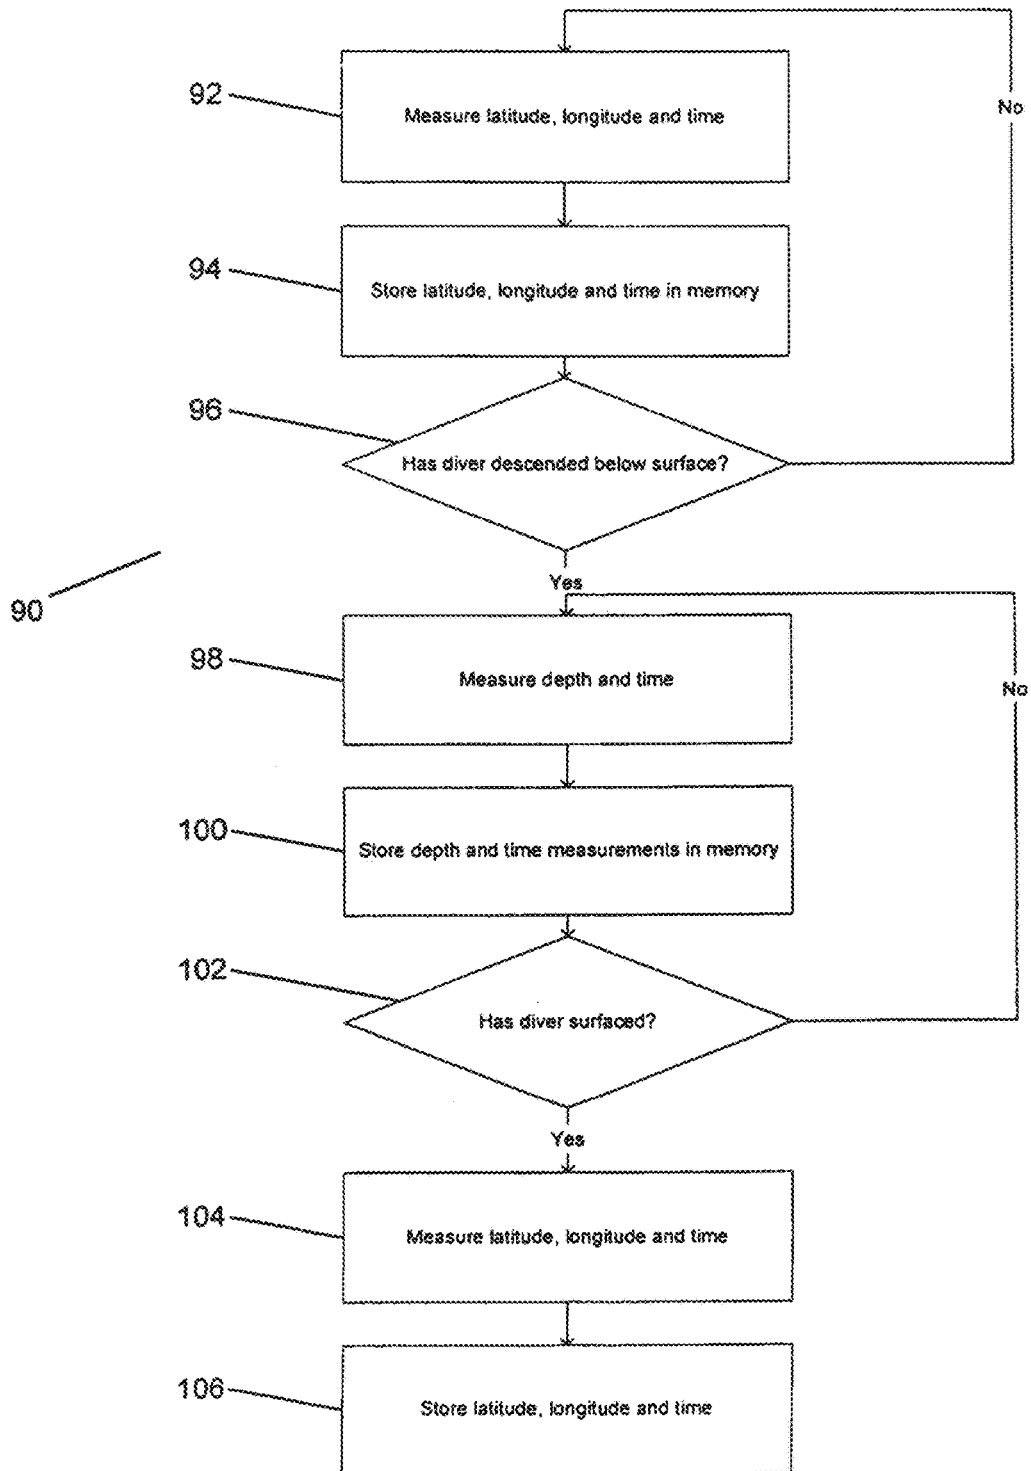 92
Measure latitude, longitude and time
No
94
Store latitude, longitude and time in memory
96
Has diver descended below surface?
Yes
90
98
Measure depth and time
No
100
Store depth and time measurements in memory
102
Has diver surfaced?
Yes
104
Measure latitude, longitude and time
106
Store latitude, longitude and time